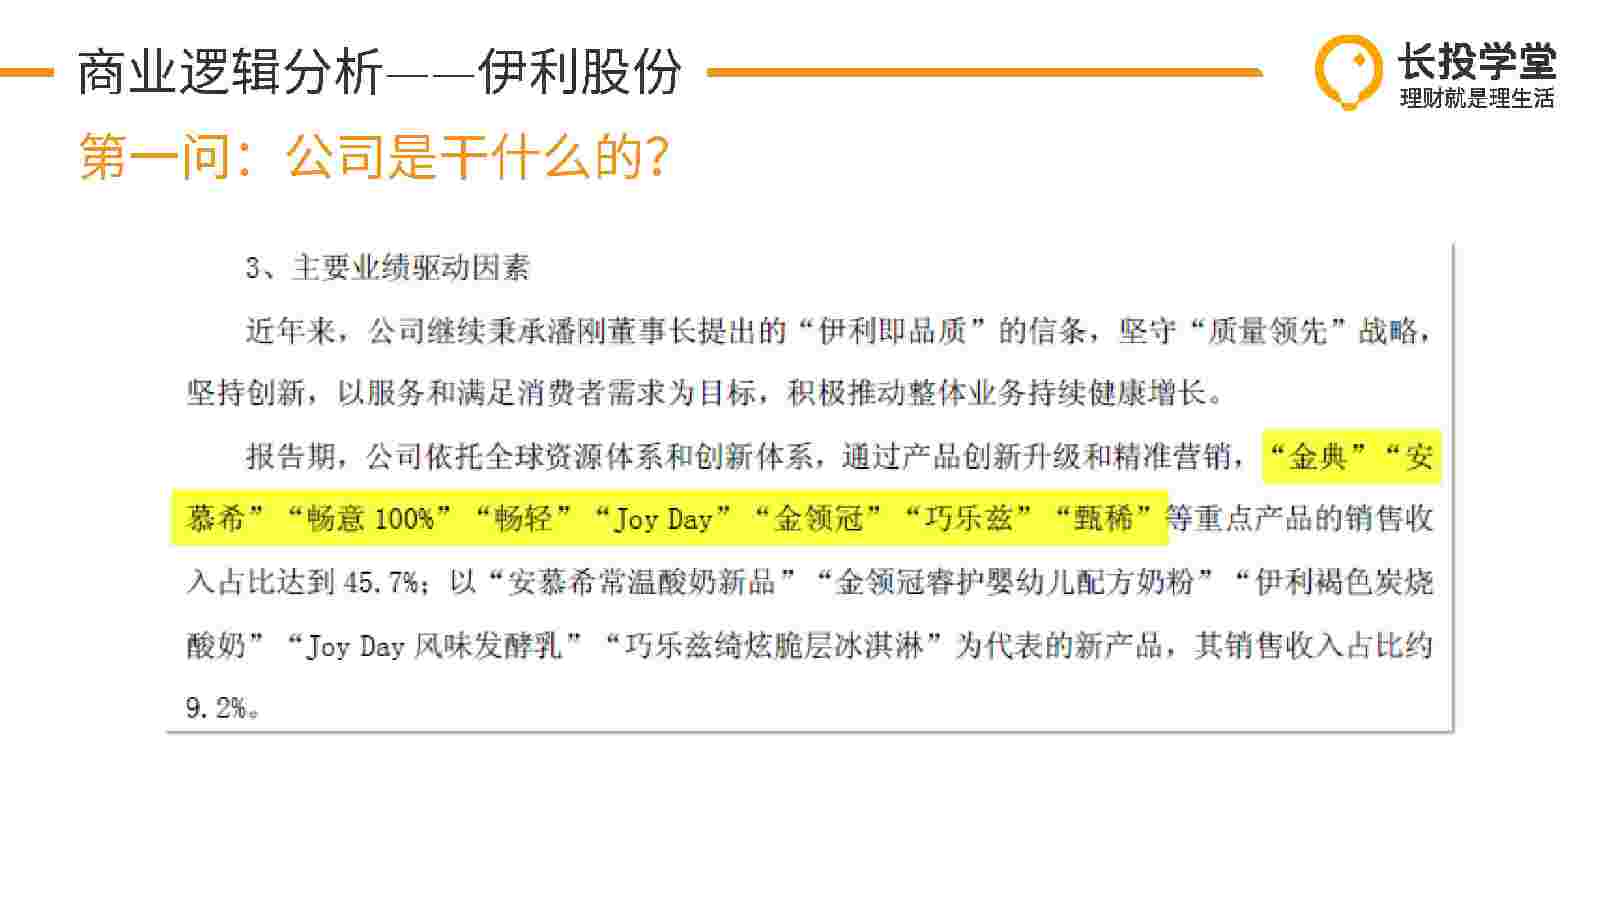 商业逻辑分析——伊利股份
长投学堂
理财就是理生活
第一问：公司是干什么的？
3、主要业绩驱动因素
近年来，公司继续秉承潘刚董事长提出的“伊利即品质”的信条，坚守“质量领先”战略，
坚持创新，以服务和满足消费者需求为目标，积极推动整体业务持续健康增长。
报告期，公司依托全球资源体系和创新体系，通过产品创新升级和精准营销，“金典”“安
慕希”“畅意 100%”“畅轻”“Joy Day”“金领冠”“巧乐兹”“甄稀”等重点产品的销售收
入占比达到 45.7%；以“安慕希常温酸奶新品”“金领冠睿护婴幼儿配方奶粉”“伊利褐色炭烧
酸奶”“Joy Day 风味发酵乳”“巧乐兹绮炫脆层冰淇淋”为代表的新产品，其销售收入占比约
9.2%。